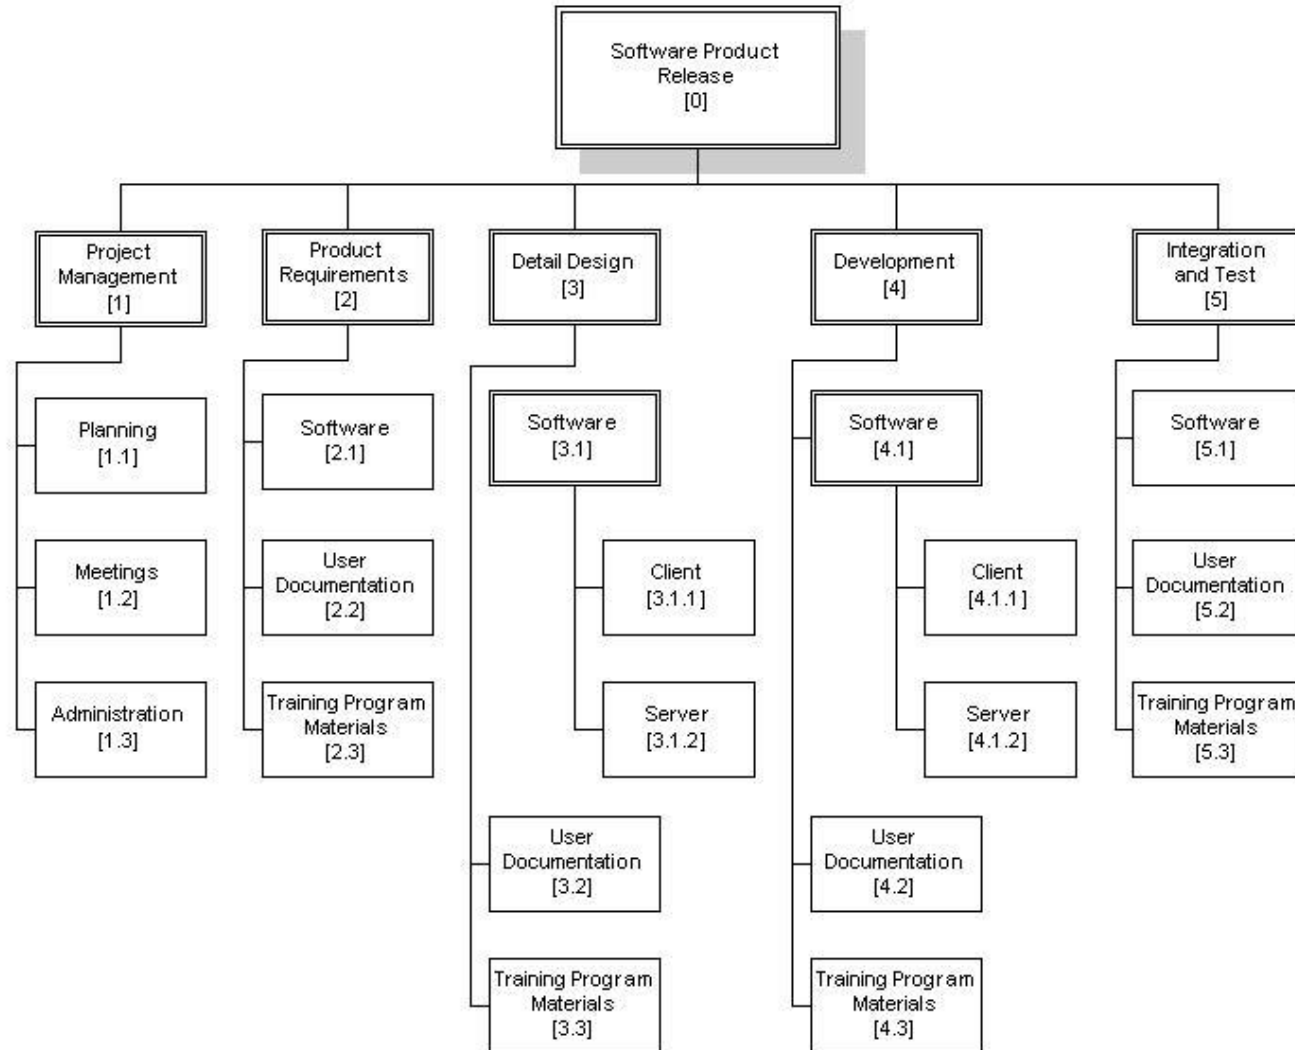 Software Product
Release
[0]
Project
Management
[1]
Product
Requirements
[2]
Detail Design
[3]
Development
[4]
Integration
and Test
[5]
Planning
[1.1]
Meetings
[1.2]
Administration
[1.3]
Software
[2.1]
User
Documentation
[2.2]
Training Program
Materials
[2.3]
Software
[3.1]
Client
[3.1.1]
Server
[3.1.2]
User
Documentation
[3.2]
Training Program
Materials
[3.3]
Software
[4.1]
Client
[4.1.1]
Server
[4.1.2]
User
Documentation
[4.2]
Training Program
Materials
[4.3]
Software
[5.1]
User
Documentation
[5.2]
Training Program
Materials
[5.3]